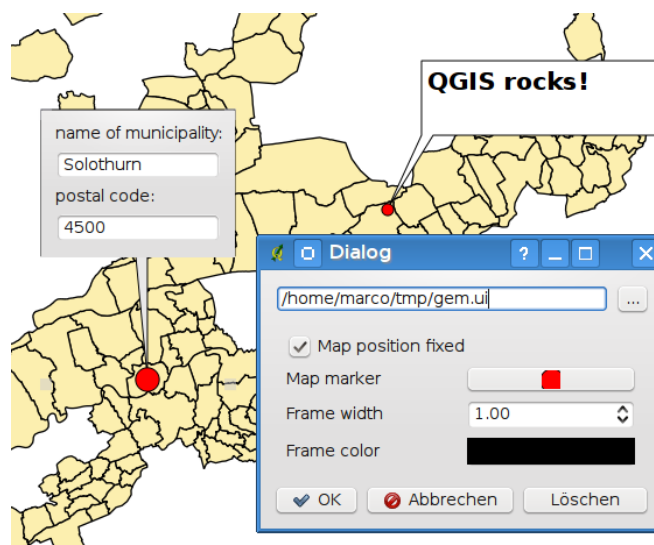 QGIS rocks!
name of municipality:
Solothurn
postal code:
4500
Dialog
?
/home/marco/tmp/gem.ui
...
Map position fixed
Map marker
Frame width
1.00
Frame color
OK
Abbrechen
Löschen